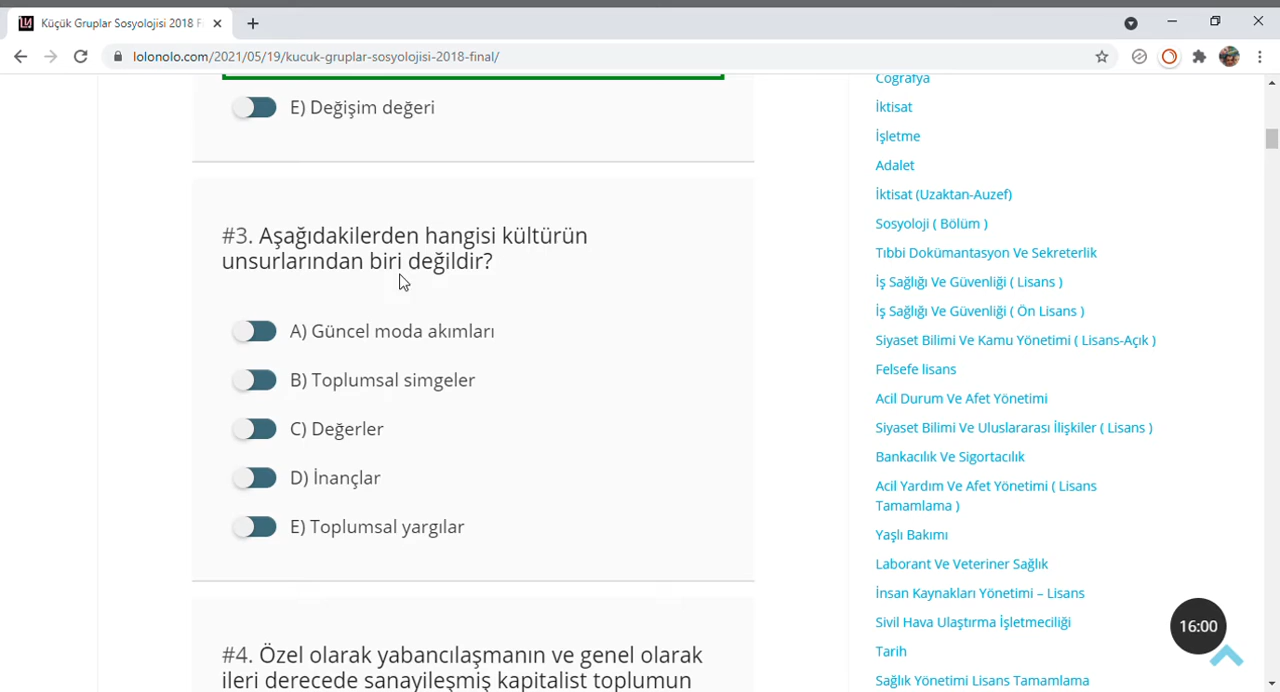 Küçük Gruplar Sosyolojisi 2018 F
lolonolo.com/2021/05/19/kucuk-gruplar-sosyolojisi-2018-final/
E) Değişim değeri
#3. Aşağıdakilerden hangisi kültürün
unsurlarından biri değildir?
A) Güncel moda akımları
B) Toplumsal simgeler
C) Değerler
D) İnançlar
E) Toplumsal yargılar
#4. Özel olarak yabancılaşmanın ve genel olarak
ileri derecede sanayileşmiş kapitalist toplumun
Coğrafya
İktisat
İşletme
Adalet
İktisat (Uzaktan-Auzef)
Sosyoloji ( Bölüm )
Tıbbi Dokümantasyon Ve Sekreterlik
İş Sağlığı Ve Güvenliği ( Lisans )
İş Sağlığı Ve Güvenliği ( Ön Lisans )
Siyaset Bilimi Ve Kamu Yönetimi ( Lisans-Açık )
Felsefe lisans
Acil Durum Ve Afet Yönetimi
Siyaset Bilimi Ve Uluslararası İlişkiler ( Lisans )
Bankacılık Ve Sigortacılık
Acil Yardım Ve Afet Yönetimi ( Lisans
Tamamlama )
Yaşlı Bakımı
Laborant Ve Veteriner Sağlık
İnsan Kaynakları Yönetimi – Lisans
Sivil Hava Ulaştırma İşletmeciliği
Tarih
Sağlık Yönetimi Lisans Tamamlama
16:00